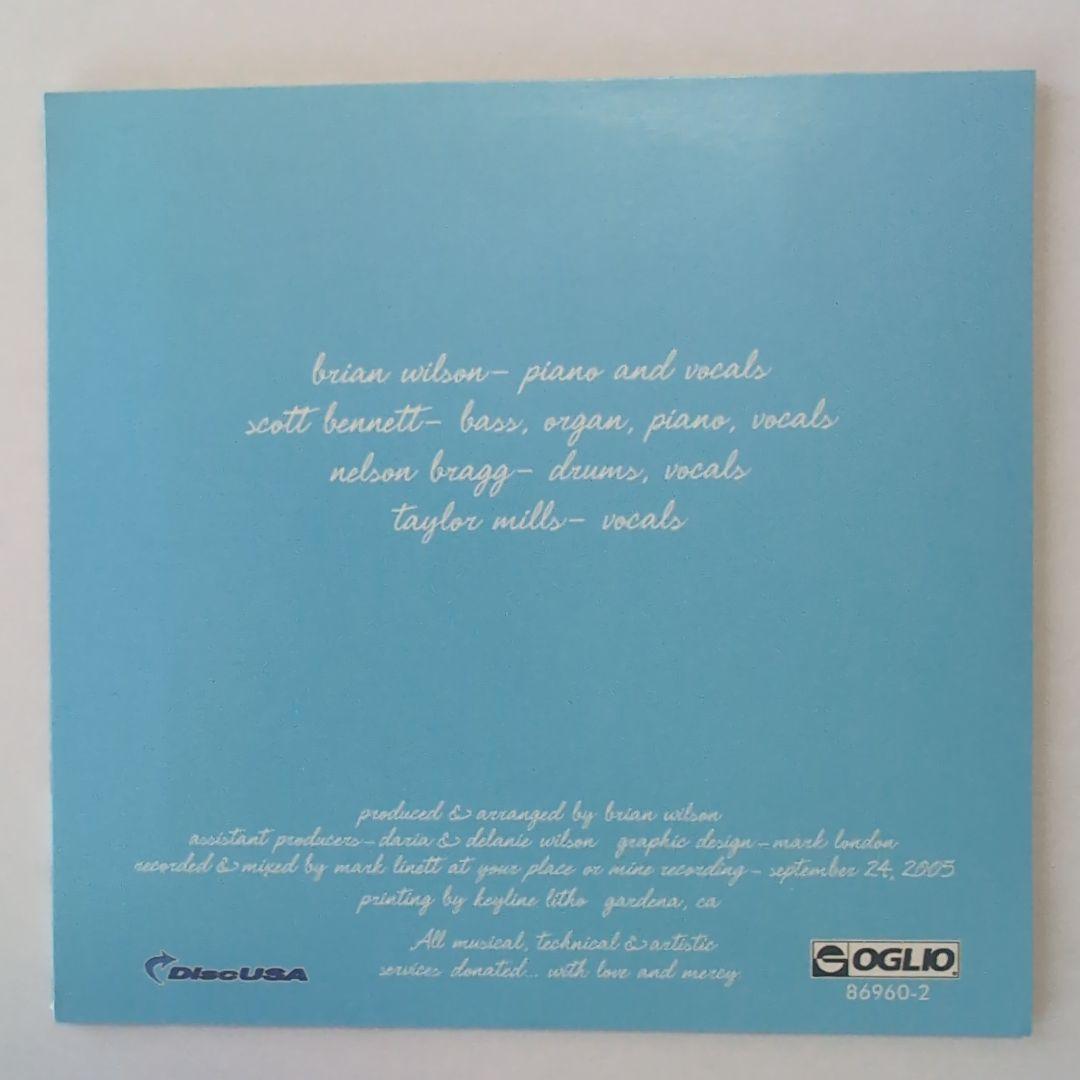 brian wilson- piano and vocals
scott bennett- bass, organ, piano, vocals
nelson bragg- drums, vocals
taylor mills- vocals
produced & arranged by brian wilson
assistant producers-daria & delanie wilson graphic design-mark london
recorded & mixed by mark linett at your place or mine recording- september 24, 2005
printing by keyline litho gardena, ca
All musical, technical & artistic
services donated... with love and mercy
DiscUSA
OGLIO
86960-2